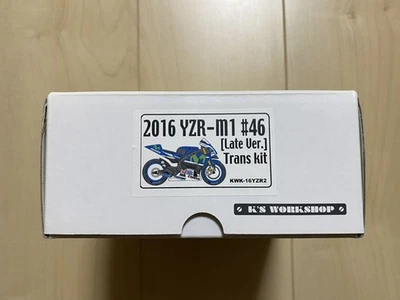 2016 YZR-M1 #46
[Late Ver.]
Trans kit
KWK-16YZR2
K'S WORKSHOP